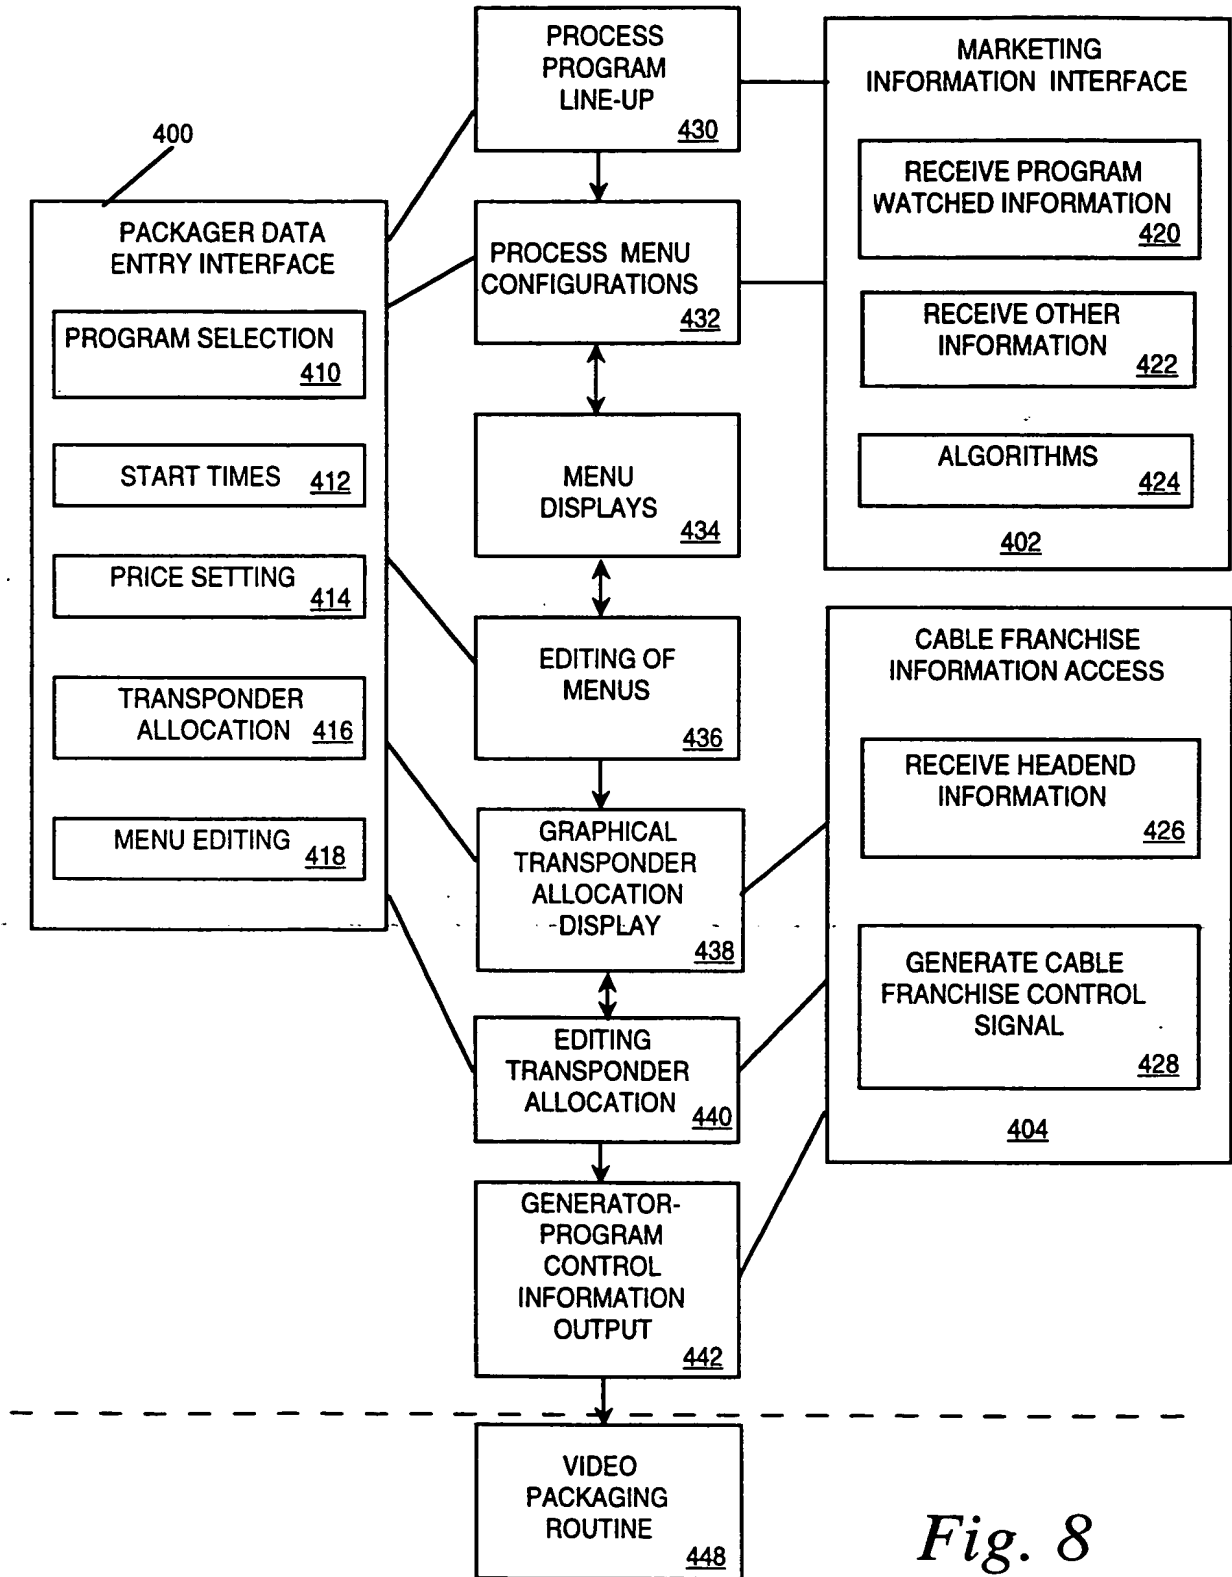 PROCESS
PROGRAM
LINE-UP
430
MARKETING
INFORMATION INTERFACE
RECEIVE PROGRAM
WATCHED INFORMATION
420
RECEIVE OTHER
INFORMATION
422
ALGORITHMS
424
402
400
PACKAGER DATA
ENTRY INTERFACE
PROGRAM SELECTION
410
START TIMES 412
PRICE SETTING
414
TRANSPONDER
ALLOCATION 416
MENU EDITING 418
PROCESS MENU
CONFIGURATIONS
432
MENU
DISPLAYS
434
EDITING OF
MENUS
436
GRAPHICAL
TRANSPONDER
ALLOCATION
DISPLAY
438
EDITING
TRANSPONDER
ALLOCATION
440
GENERATOR-
PROGRAM
CONTROL
INFORMATION
OUTPUT
442
CABLE FRANCHISE
INFORMATION ACCESS
RECEIVE HEADEND
INFORMATION
426
GENERATE CABLE
FRANCHISE CONTROL
SIGNAL
428
404
VIDEO
PACKAGING
ROUTINE
448
Fig. 8